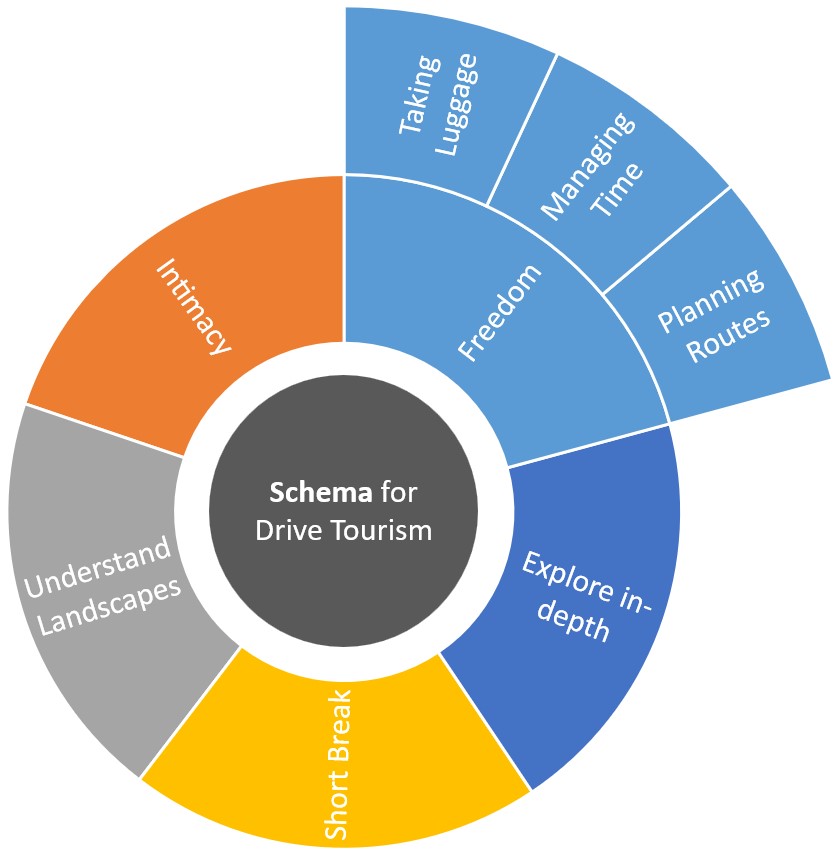 Taking
Luggage
Managing
Time
Planning
Routes
Freedom
Intimacy
Schema for
Drive Tourism
Explore in-
depth
Understand
Landscapes
Short Break